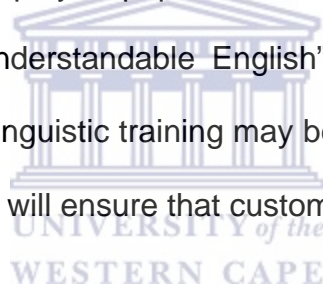 nderstandable English"
nguistic training may be
will ensure that custom
UNIVERSITY of the
WESTERN CAPE